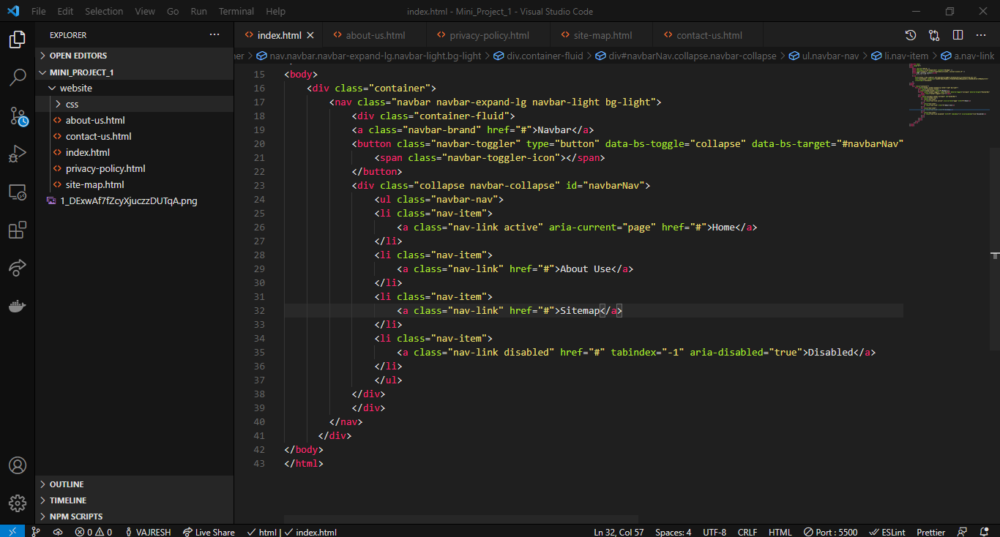 File Edit Selection View Go Run Terminal Help index.html - Mini_Project_1 - Visual Studio Code
EXPLORER
OPEN EDITORS
MINI_PROJECT_1
website
css
about-us.html
contact-us.html
index.html
privacy-policy.html
site-map.html
1_DExwAf7fZcyXjuczzDUTqA.png
OUTLINE
TIMELINE
NPM SCRIPTS
index.html about-us.html privacy-policy.html site-map.html contact-us.html
er > nav.navbar.navbar-expand-lg.navbar-light.bg-light > div.container-fluid > div#navbarNav.collapse.navbar-collapse > ul.navbar-nav > li.nav-item > a.nav-link
15 <body>
16 <div class="container">
17 <nav class="navbar navbar-expand-lg navbar-light bg-light">
18 <div class="container-fluid">
19 <a class="navbar-brand" href="#">Navbar</a>
20 <button class="navbar-toggler" type="button" data-bs-toggle="collapse" data-bs-target="#navbarNav"
21 <span class="navbar-toggler-icon"></span>
22 </button>
23 <div class="collapse navbar-collapse" id="navbarNav">
24 <ul class="navbar-nav">
25 <li class="nav-item">
26 <a class="nav-link active" aria-current="page" href="#">Home</a>
27 </li>
28 <li class="nav-item">
29 <a class="nav-link" href="#">About Use</a>
30 </li>
31 <li class="nav-item">
32 <a class="nav-link" href="#">Sitemap</a>
33 </li>
34 <li class="nav-item">
35 <a class="nav-link disabled" href="#" tabindex="-1" aria-disabled="true">Disabled</a>
36 </li>
37 </ul>
38 </div>
39 </div>
40 </nav>
41 </div>
42 </body>
43 </html>
0 0 VAJRESH Live Share html | index.html Ln 32, Col 57 Spaces: 4 UTF-8 CRLF HTML Port : 5500 ESLint Prettier